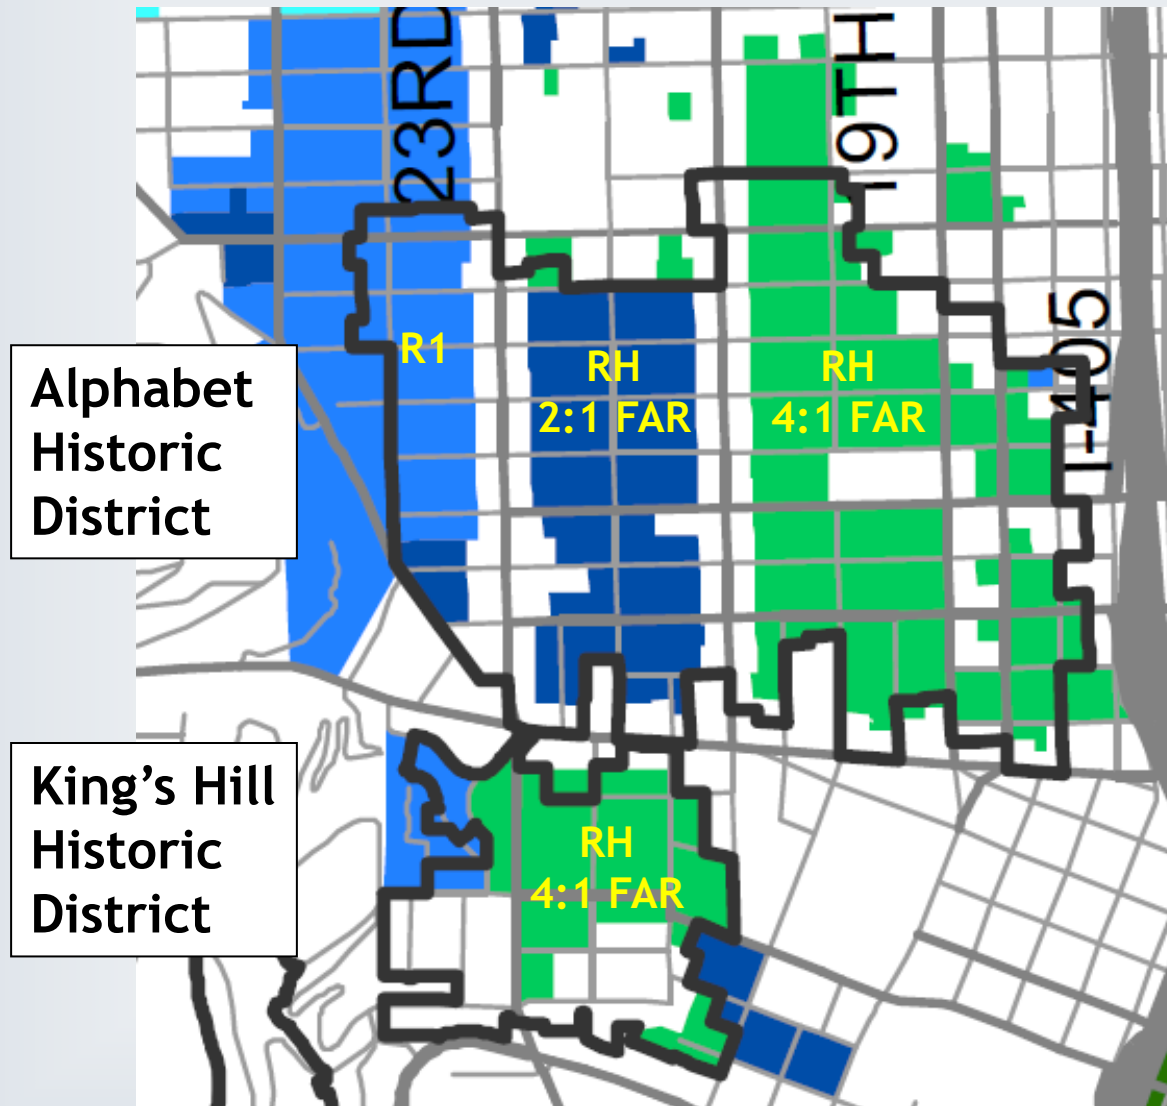 23RD
19TH
I-405
R1
RH
2:1 FAR
RH
4:1 FAR
Alphabet
Historic
District
King's Hill
Historic
District
RH
4:1 FAR